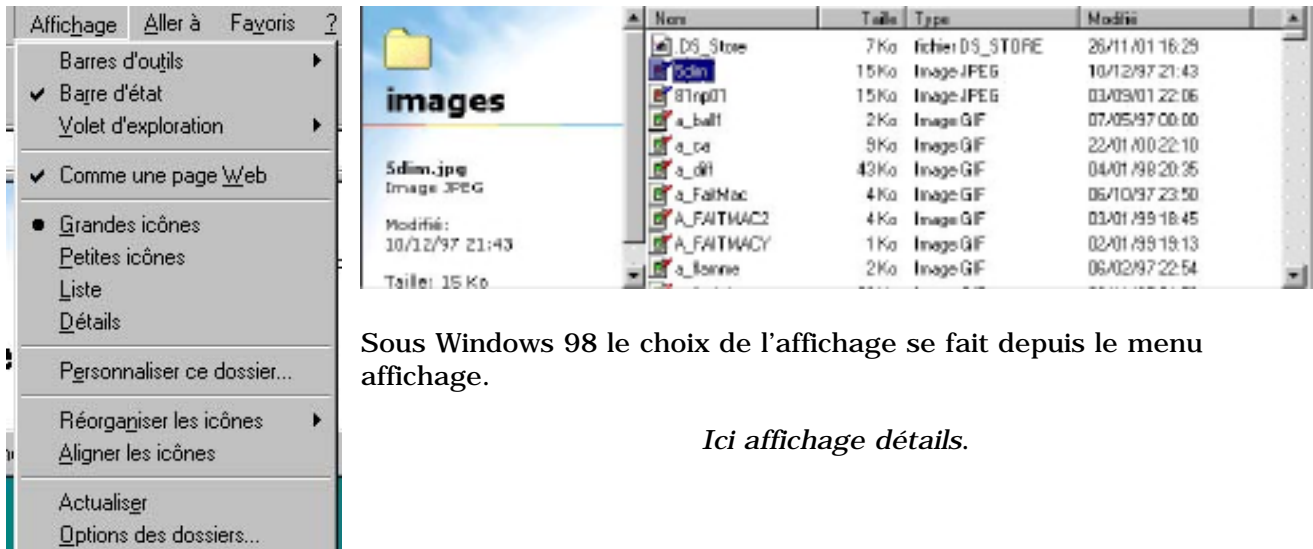 Affichage Aller à Favoris ?
Barres d'outils
Barre d'état
Volet d'exploration
Comme une page Web
Grandes icônes
Petites icônes
Liste
Détails
Personnaliser ce dossier...
Réorganiser les icônes
Aligner les icônes
Actualiser
Options des dossiers...
images
5dim.jpg
Image JPEG
Modifié:
10/12/97 21:43
Taille: 15 Ko
Nom Taille Type Modifié
.DS_Store 7 Ko fichier DS_STORE 26/11/01 16:29
5dim 15 Ko Image JPEG 10/12/97 21:43
81np01 15 Ko Image JPEG 03/09/01 22:06
a_ball1 2 Ko Image GIF 07/05/97 00:00
a_ca 9 Ko Image GIF 22/01/00 22:10
a_diff 43 Ko Image GIF 04/01/98 20:35
a_FaitMac 4 Ko Image GIF 06/10/97 23:50
A_FAITMAC2 4 Ko Image GIF 03/01/99 18:45
A_FAITMACY 1 Ko Image GIF 02/01/99 19:13
a_flamme 2 Ko Image GIF 06/02/97 22:54
Sous Windows 98 le choix de l'affichage se fait depuis le menu
affichage.
Ici affichage détails.